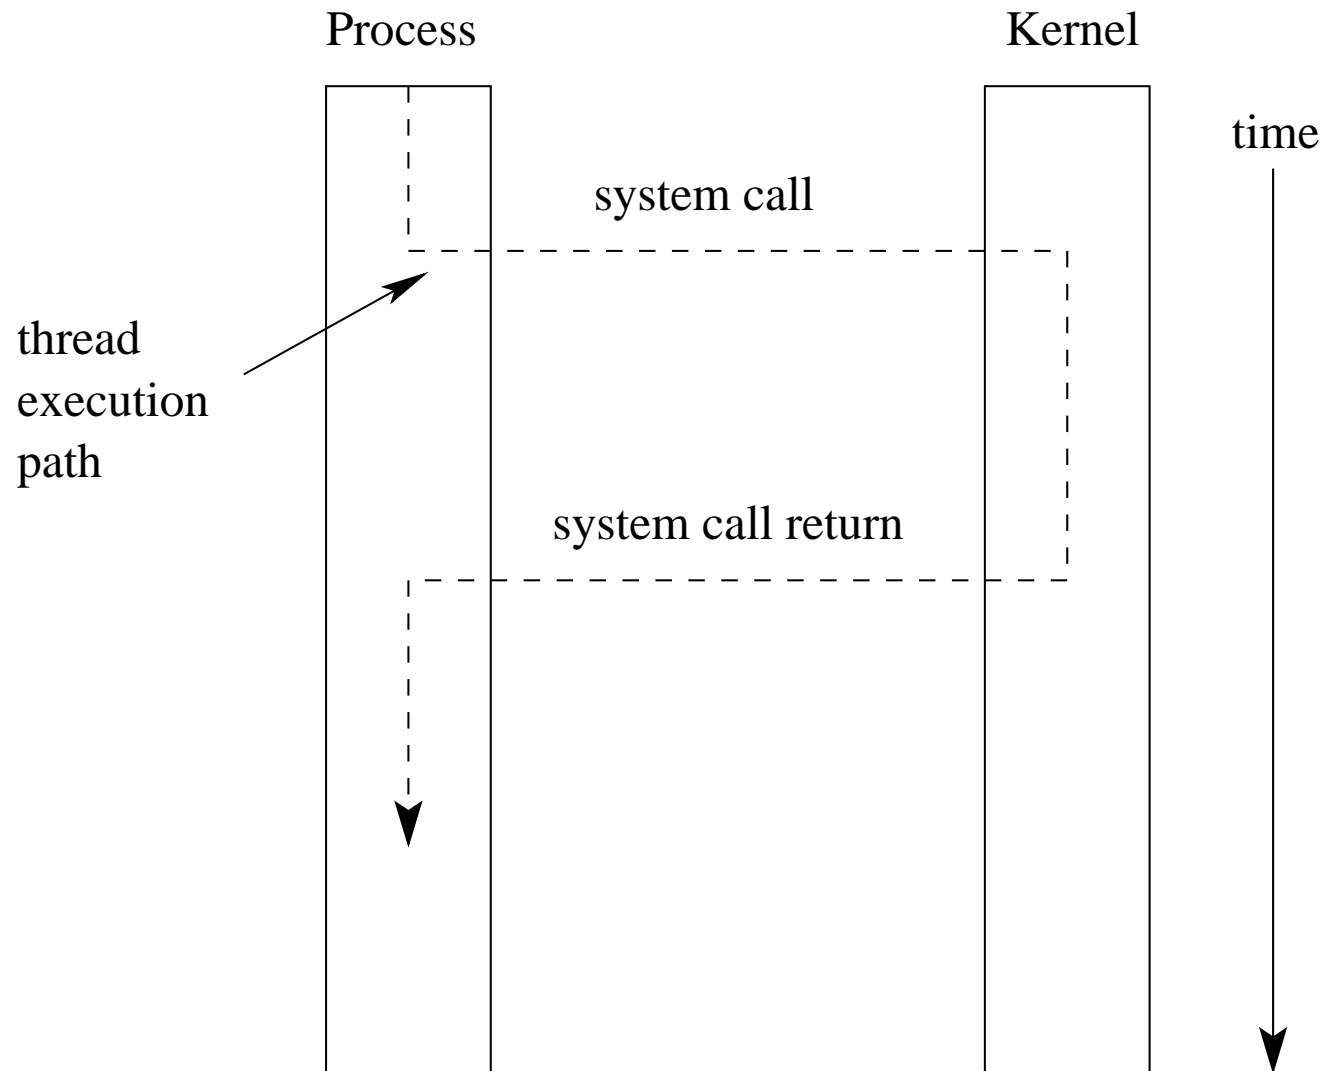 Process
Kernel
time
system call
thread
execution
path
system call return